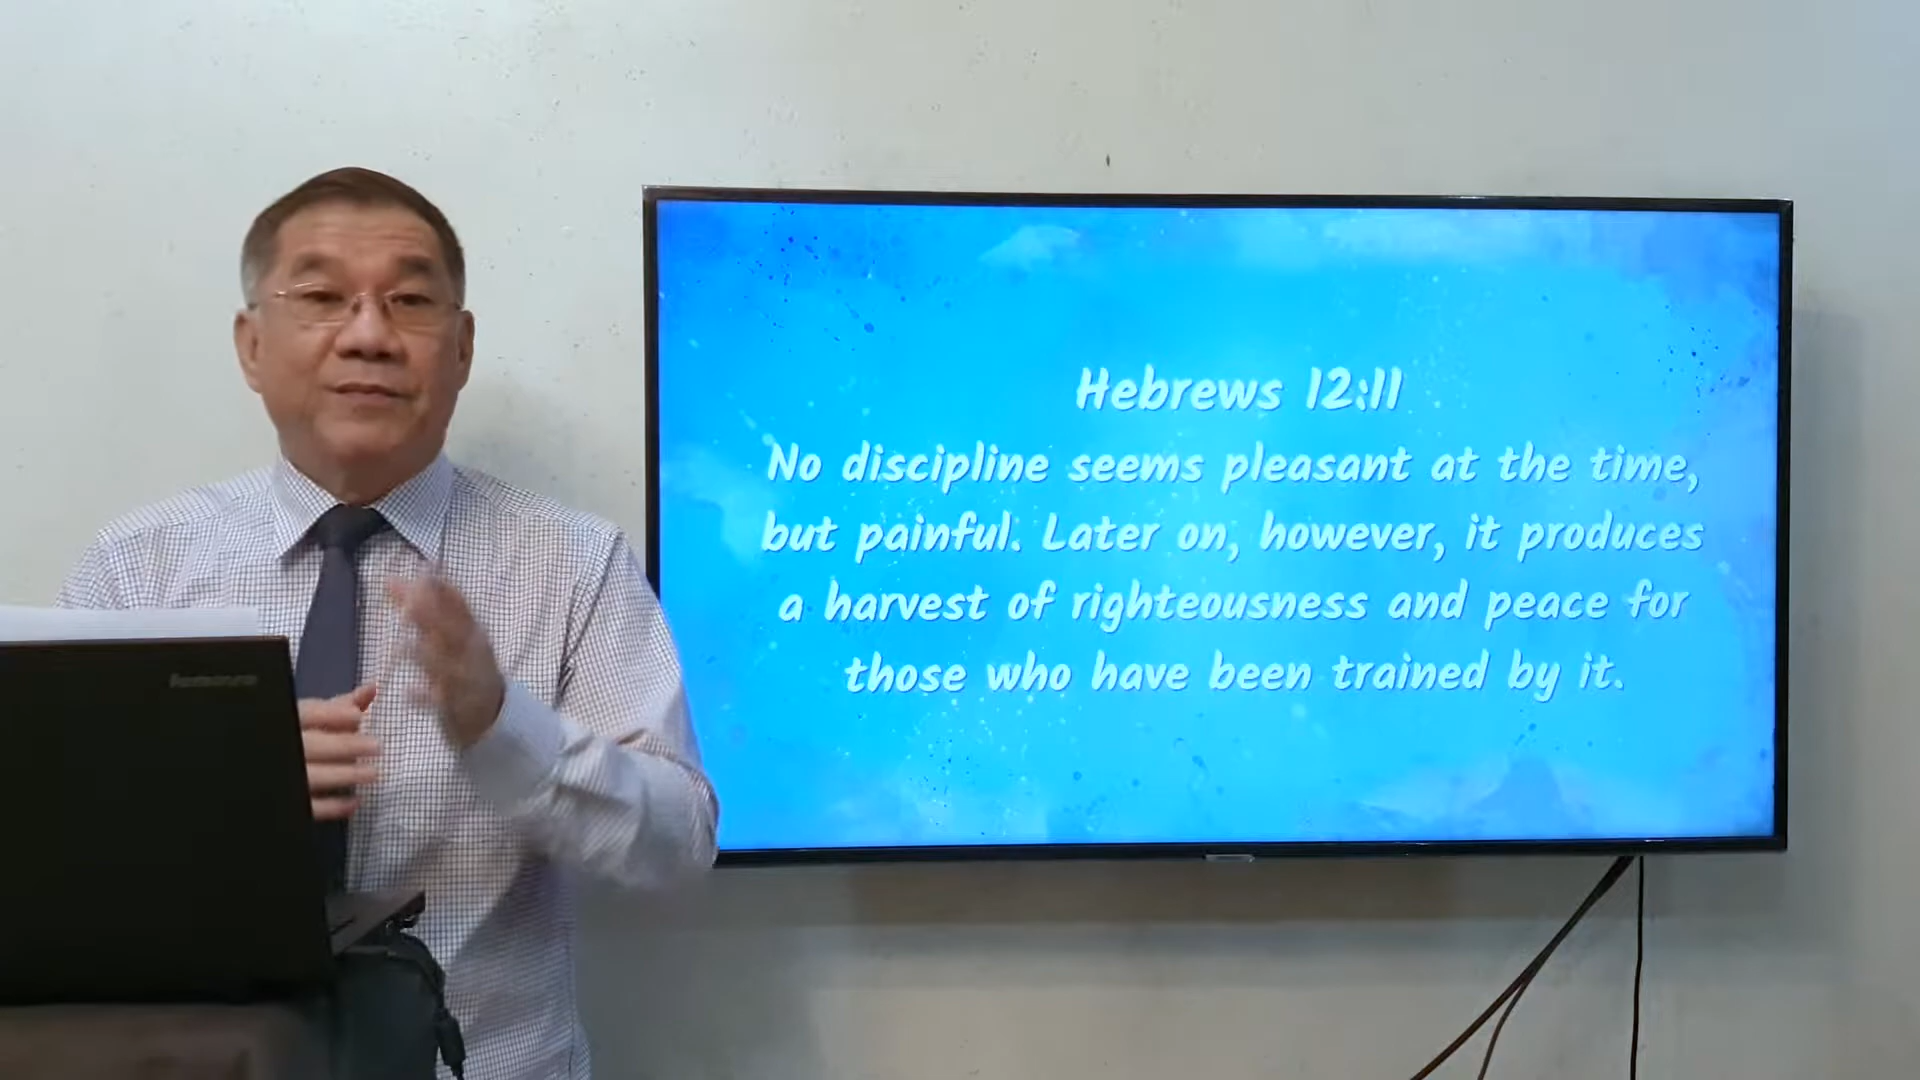 Hebrews 12:11
No discipline seems pleasant at the time,
but painful. Later on, however, it produces
a harvest of righteousness and peace for
those who have been trained by it.
lenovo